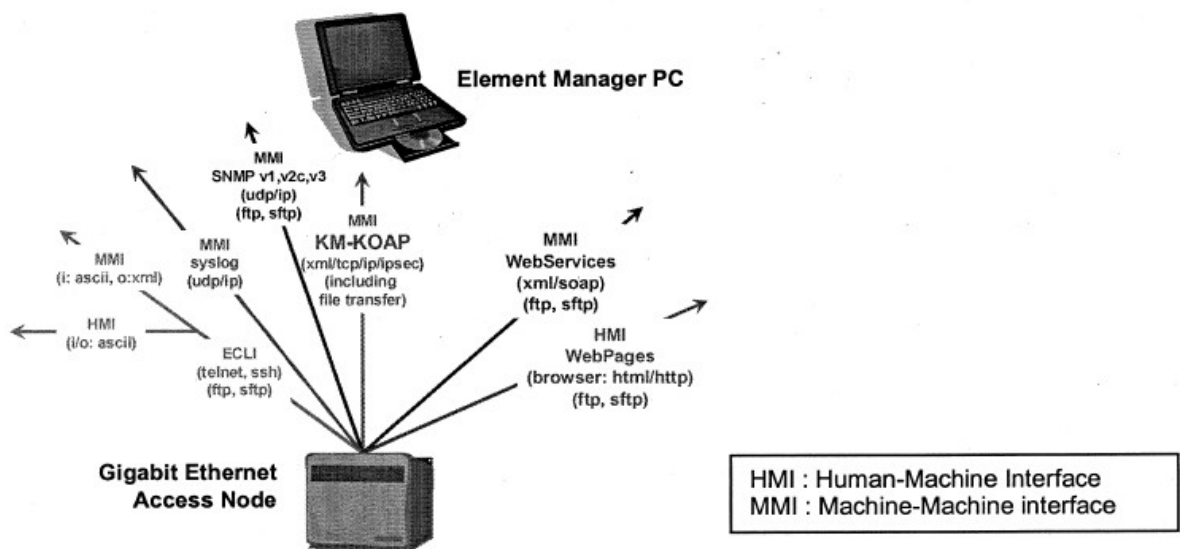 Element Manager PC
MMI
SNMP v1,v2c,v3
(udp/ip)
(ftp, sftp)
MMI
KM-KOAP
(xml/tcp/ip/ipsec)
(including
file transfer)
MMI
WebServices
(xml/soap)
(ftp, sftp)
MMI
syslog
(udp/ip)
MMI
(i: ascii, o:xml)
HMI
(i/o: ascii)
ECLI
(telnet, ssh)
(ftp, sftp)
HMI
WebPages
(browser: html/http)
(ftp, sftp)
Gigabit Ethernet
Access Node
HMI : Human-Machine Interface
MMI : Machine-Machine interface